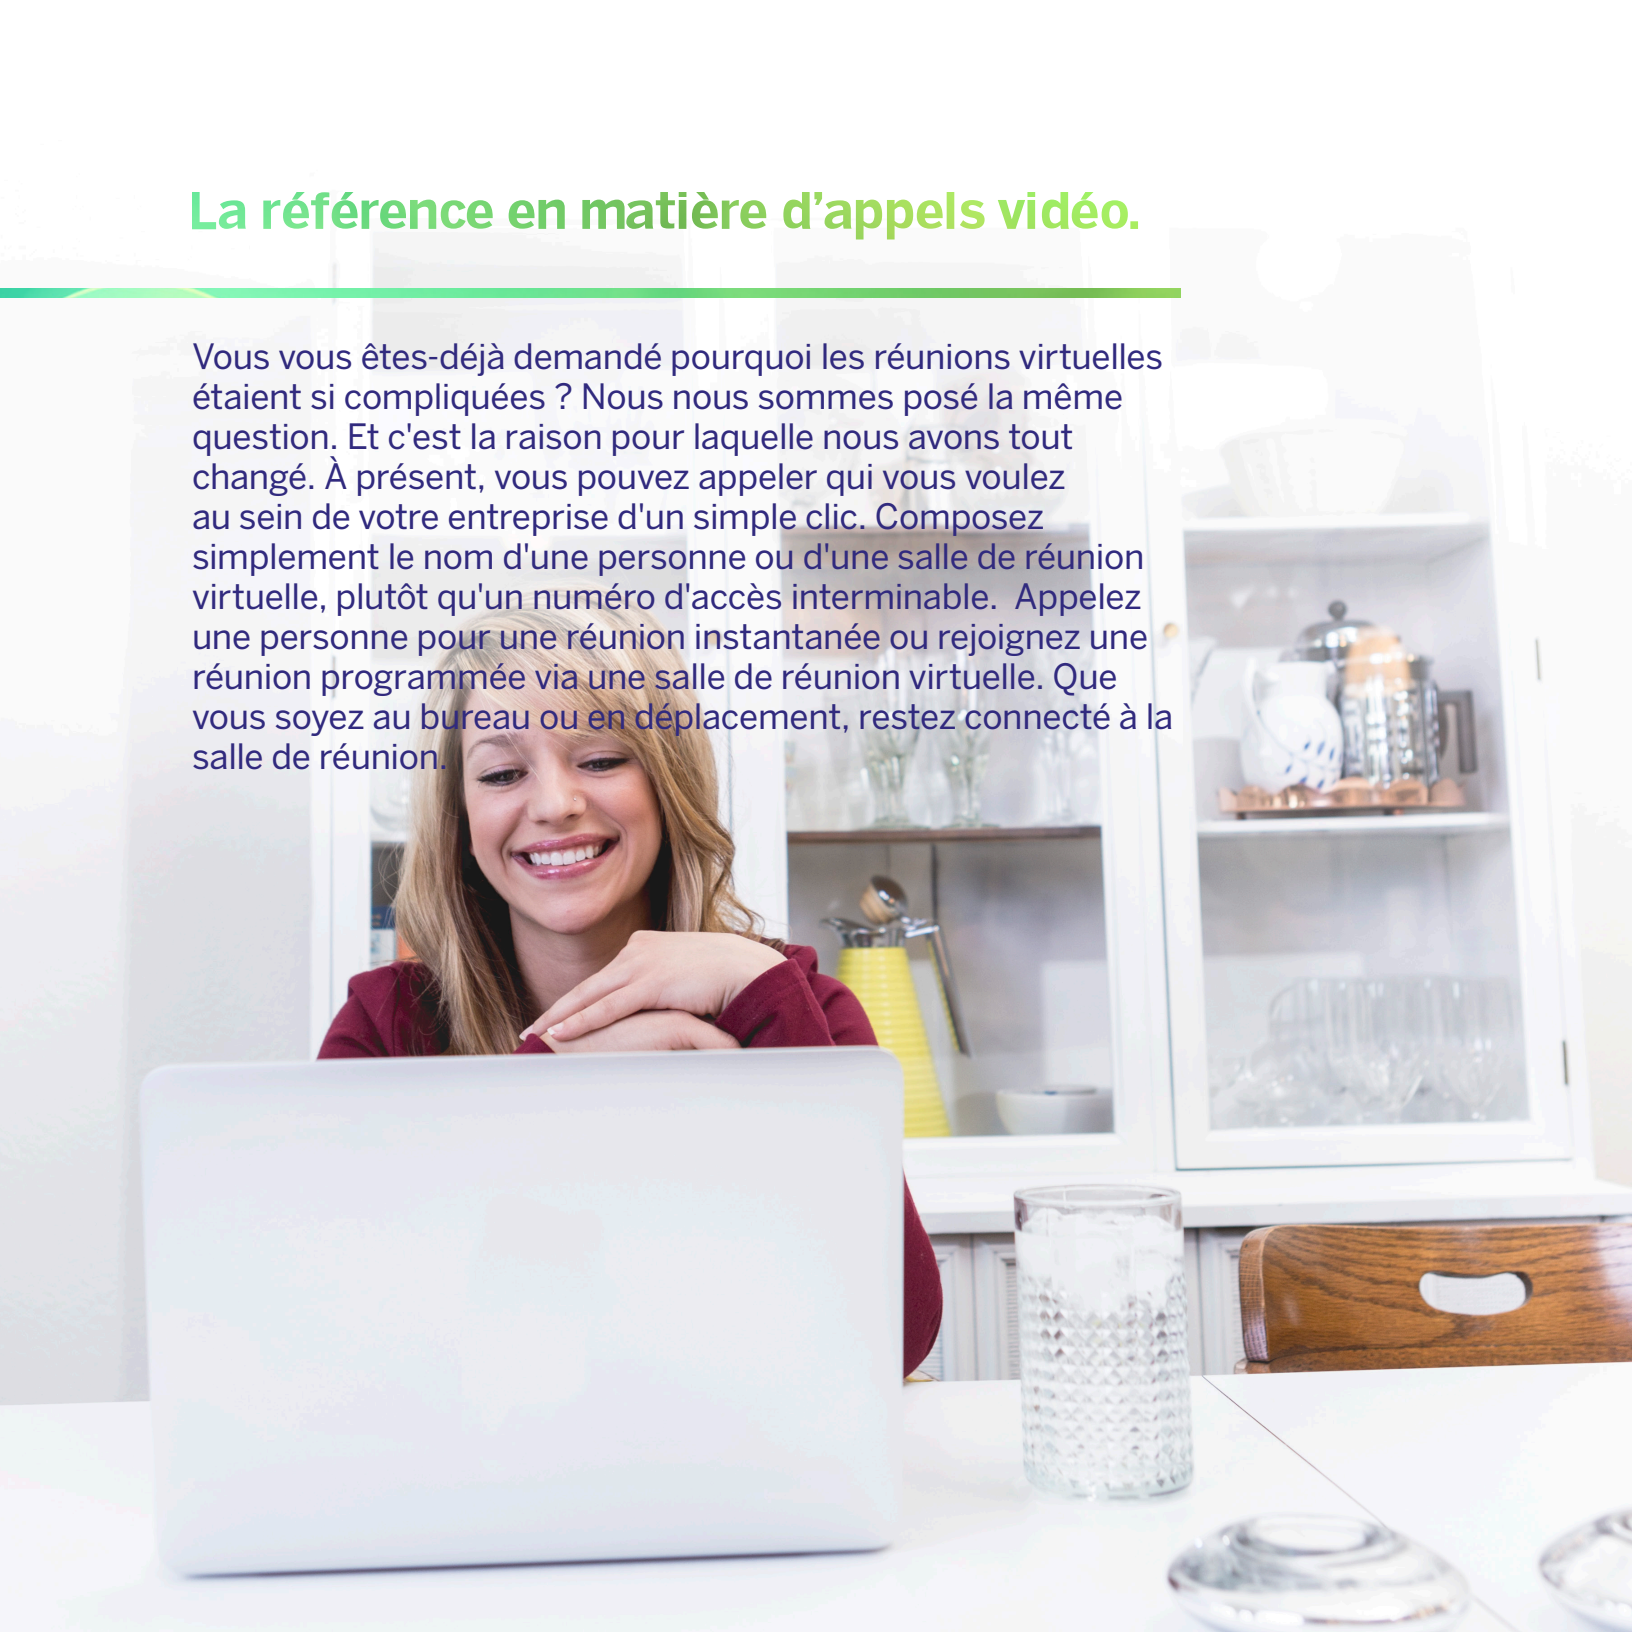 La référence en matière d’appels vidéo.
Vous vous êtes-déjà demandé pourquoi les réunions virtuelles
étaient si compliquées ? Nous nous sommes posé la même
question. Et c'est la raison pour laquelle nous avons tout
changé. À présent, vous pouvez appeler qui vous voulez
au sein de votre entreprise d'un simple clic. Composez
simplement le nom d'une personne ou d'une salle de réunion
virtuelle, plutôt qu'un numéro d'accès interminable.  Appelez
une personne pour une réunion instantanée ou rejoignez une
réunion programmée via une salle de réunion virtuelle. Que
vous soyez au bureau ou en déplacement, restez connecté à la
salle de réunion.